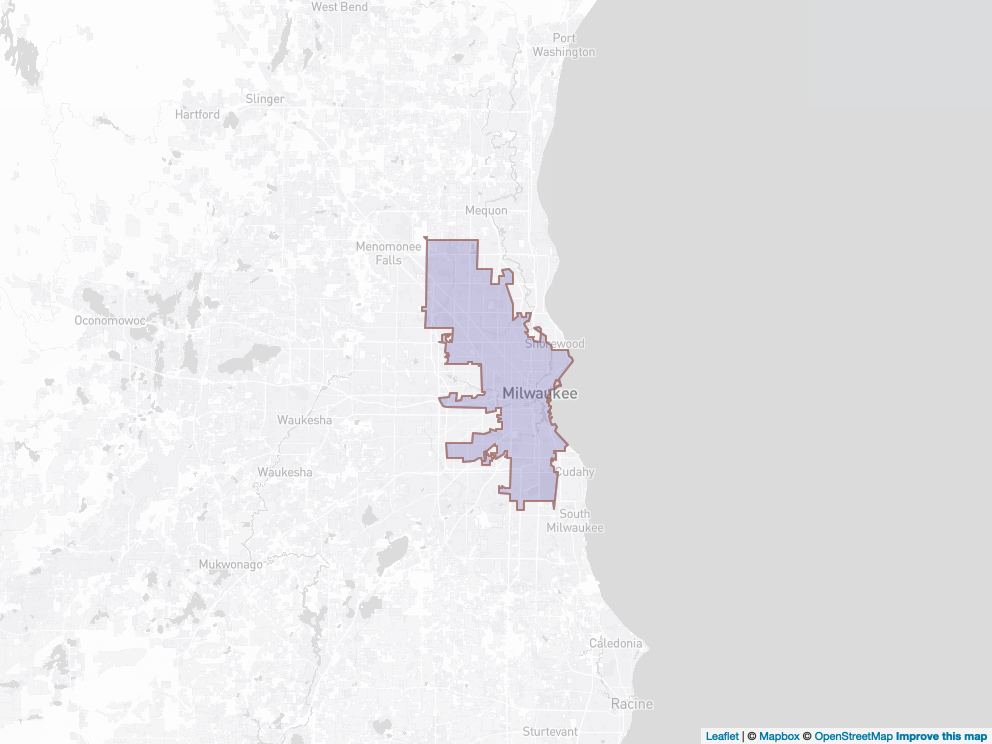 West Bend
Port
Washington
Slinger
Hartford
Mequon
Menomonee
Falls
Oconomowoc
Shorewood
Milwaukee
Waukesha
Waukesha
Cudahy
South
Milwaukee
Mukwonago
Caledonia
Racine
Sturtevant
Leaflet | © Mapbox © OpenStreetMap Improve this map